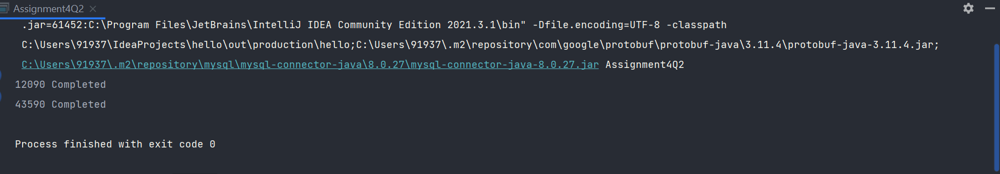 Assignment4Q2
.jar=61452:C:\Program Files\JetBrains\IntelliJ IDEA Community Edition 2021.3.1\bin" -Dfile.encoding=UTF-8 -classpath
C:\Users\91937\IdeaProjects\hello\out\production\hello;C:\Users\91937\.m2\repository\com\google\protobuf\protobuf-java\3.11.4\protobuf-java-3.11.4.jar;
C:\Users\91937\.m2\repository\mysql\mysql-connector-java\8.0.27\mysql-connector-java-8.0.27.jar Assignment4Q2
12090 Completed
43590 Completed
Process finished with exit code 0